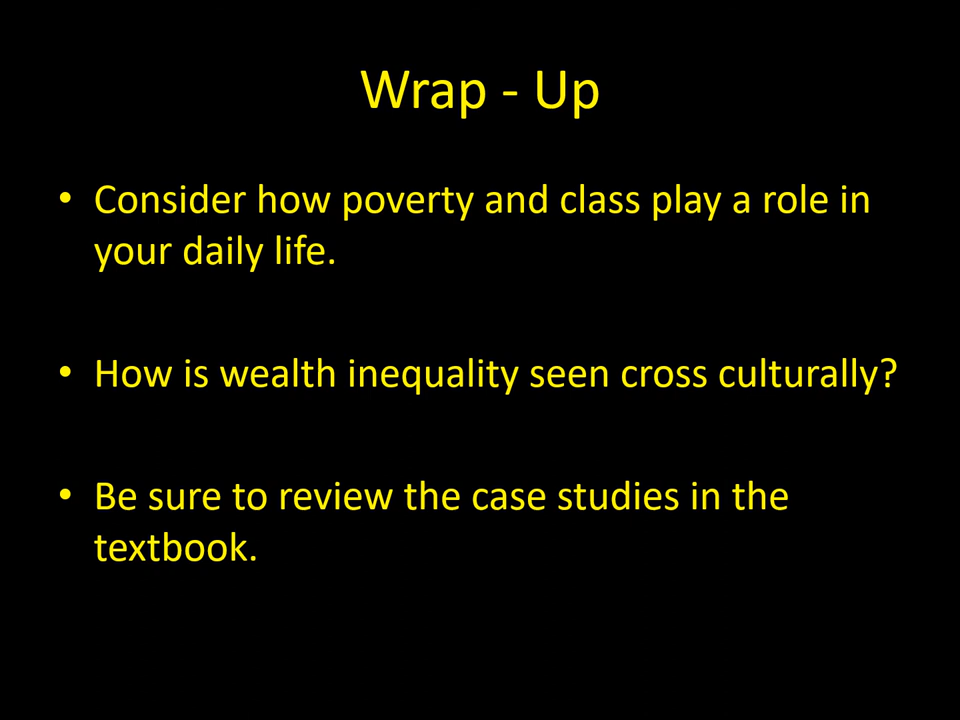 Wrap - Up
• Consider how poverty and class play a role in
your daily life.
• How is wealth inequality seen cross culturally?
• Be sure to review the case studies in the
textbook.